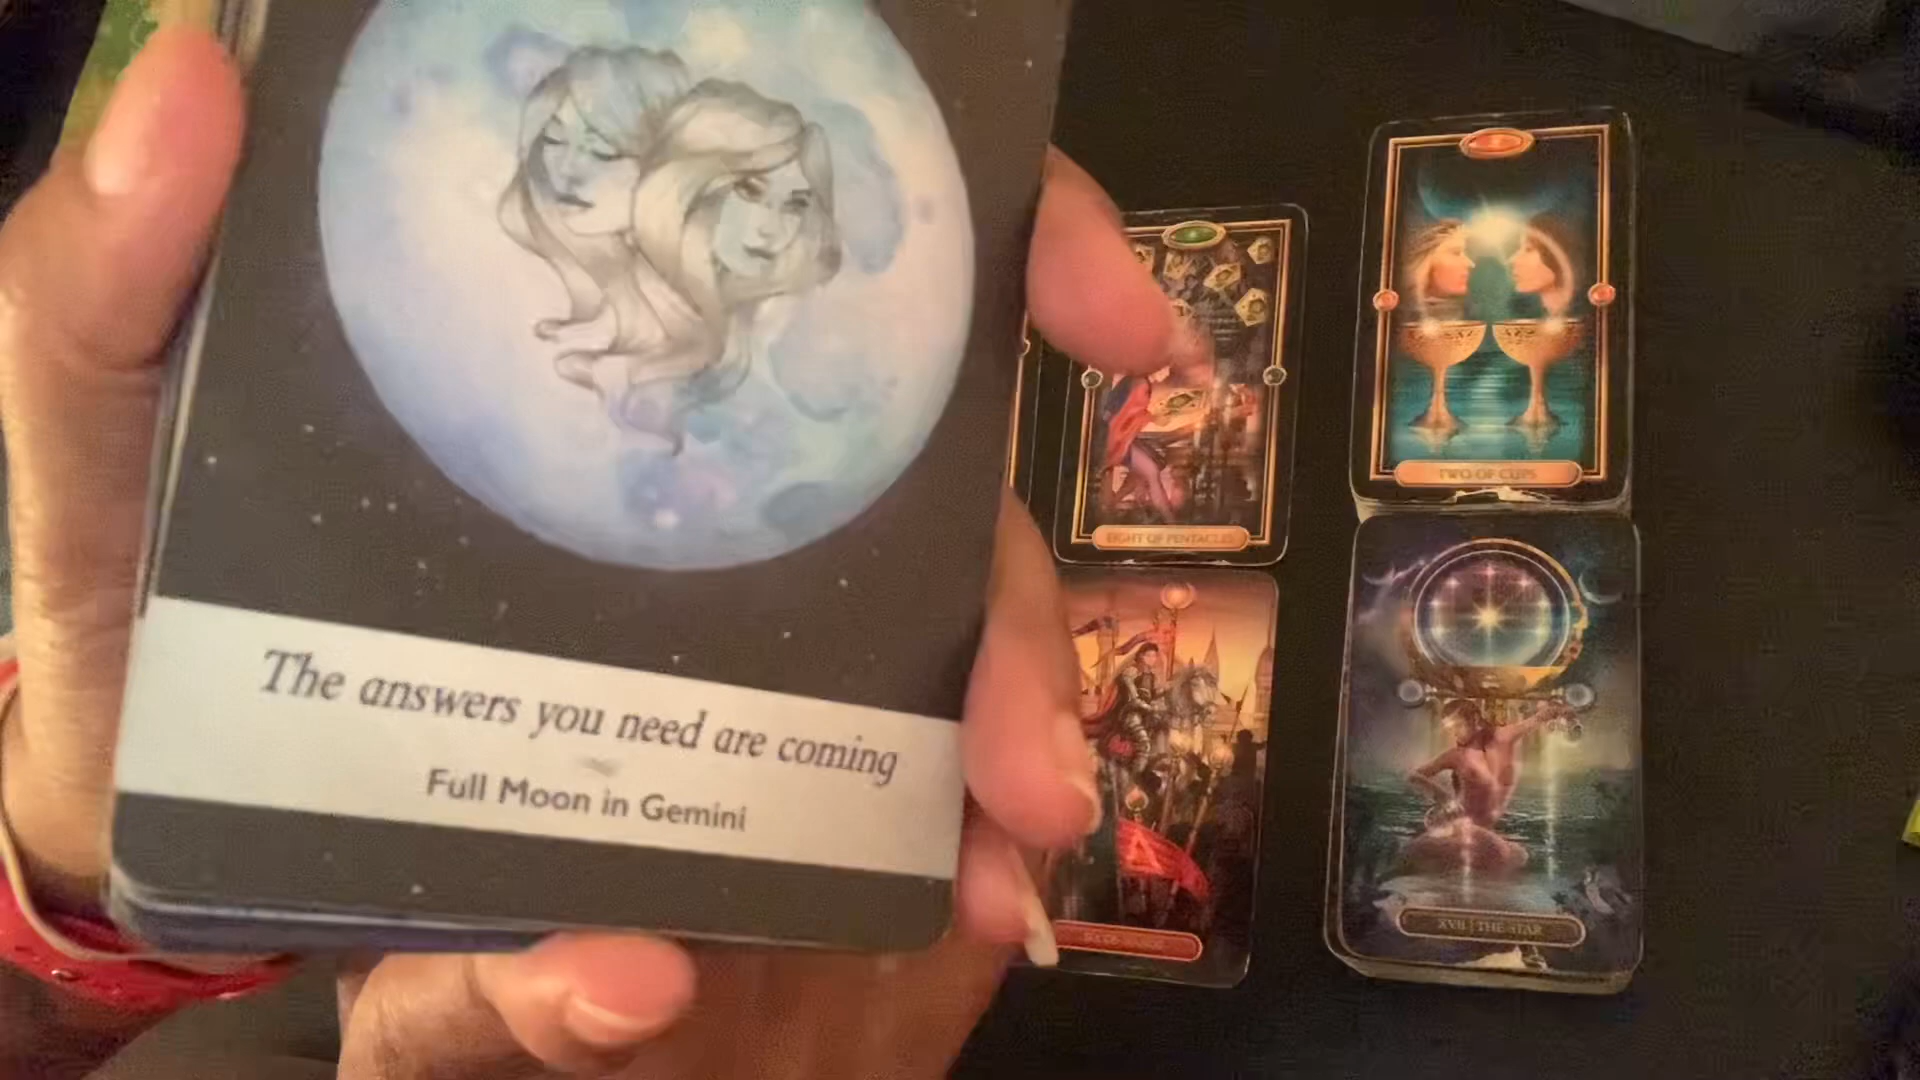 The answers you need are coming
Full Moon in Gemini
EIGHT OF PENTACLES
TWO OF CUPS
XVII | THE STAR